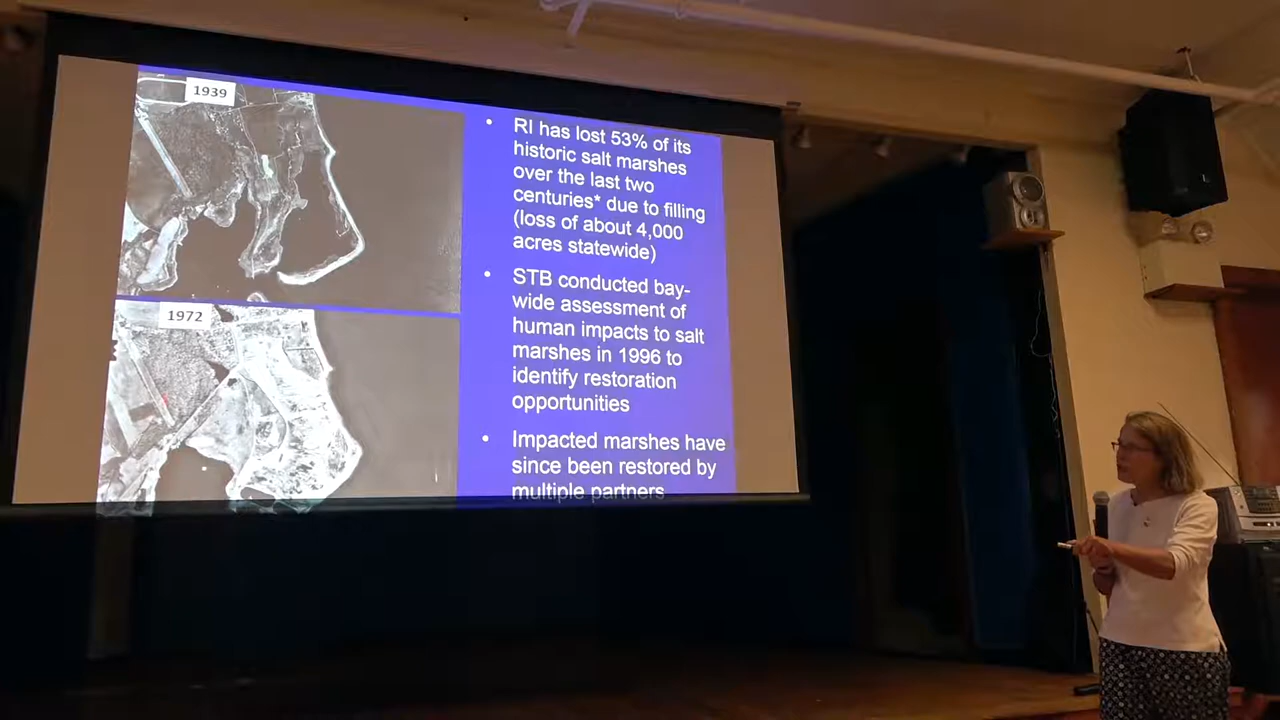 1939
1972
• RI has lost 53% of its
historic salt marshes
over the last two
centuries* due to filling
(loss of about 4,000
acres statewide)
• STB conducted bay-
wide assessment of
human impacts to salt
marshes in 1996 to
identify restoration
opportunities
• Impacted marshes have
since been restored by
multiple partners